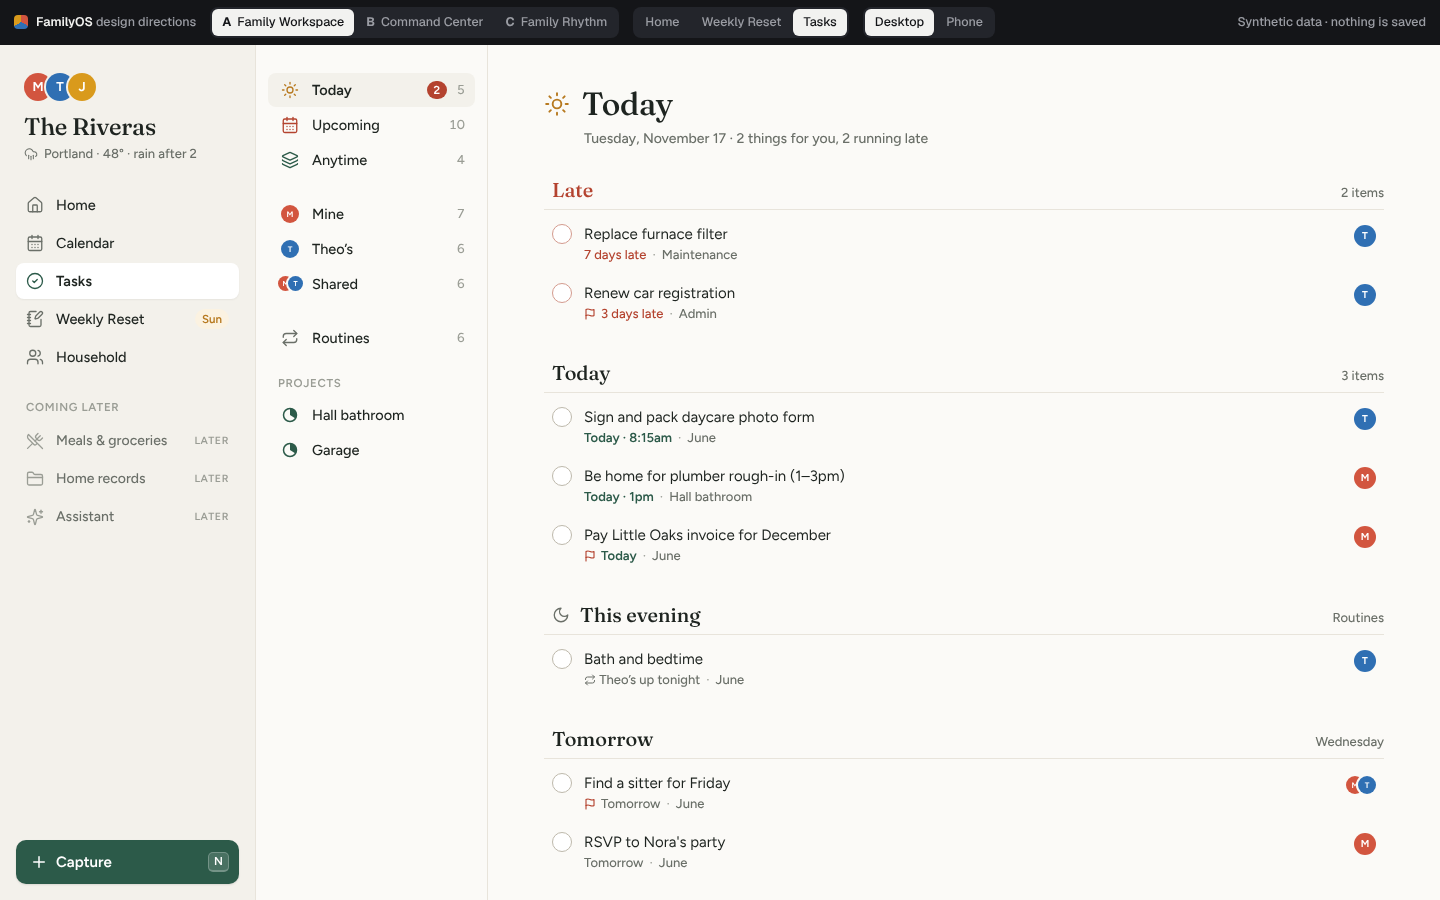 FamilyOS design directions
A Family Workspace
B Command Center
C Family Rhythm
Home
Weekly Reset
Tasks
Desktop
Phone
Synthetic data · nothing is saved
M T J
The Riveras
Portland · 48° · rain after 2
Home
Calendar
Tasks
Weekly Reset Sun
Household
COMING LATER
Meals & groceries LATER
Home records LATER
Assistant LATER
Capture N
Today 2 5
Upcoming 10
Anytime 4
M Mine 7
T Theo’s 6
M T Shared 6
Routines 6
PROJECTS
Hall bathroom
Garage
Today
Tuesday, November 17 · 2 things for you, 2 running late
Late 2 items
Replace furnace filter T
7 days late · Maintenance
Renew car registration T
3 days late · Admin
Today 3 items
Sign and pack daycare photo form T
Today · 8:15am · June
Be home for plumber rough-in (1–3pm) M
Today · 1pm · Hall bathroom
Pay Little Oaks invoice for December M
Today · June
This evening Routines
Bath and bedtime T
Theo’s up tonight · June
Tomorrow Wednesday
Find a sitter for Friday M T
Tomorrow · June
RSVP to Nora's party M
Tomorrow · June